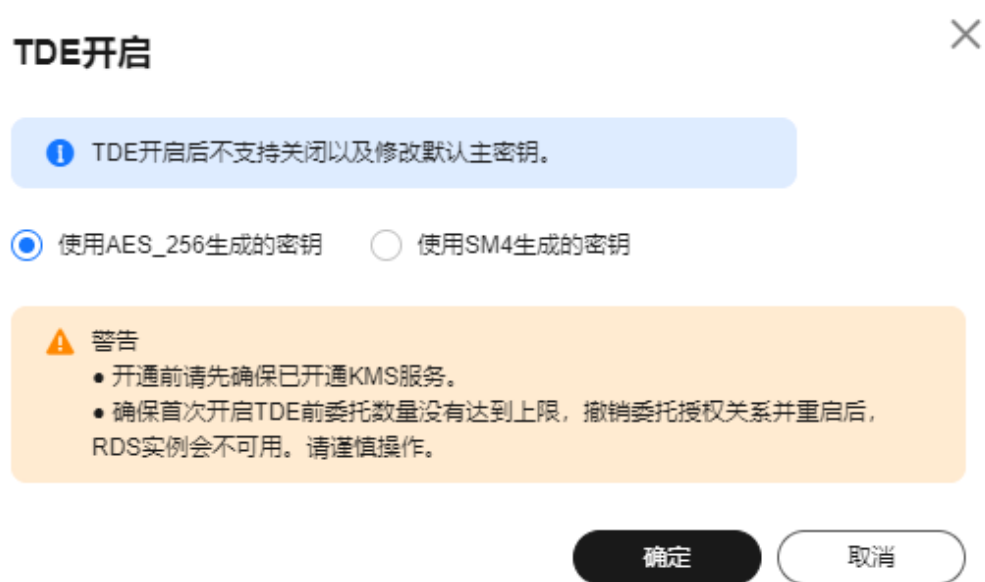 TDE开启
TDE开启后不支持关闭以及修改默认主密钥。
使用AES_256生成的密钥 使用SM4生成的密钥
警告
● 开通前请先确保已开通KMS服务。
● 确保首次开启TDE前委托数量没有达到上限，撤销委托授权关系并重启后，
RDS实例会不可用。请谨慎操作。
确定 取消